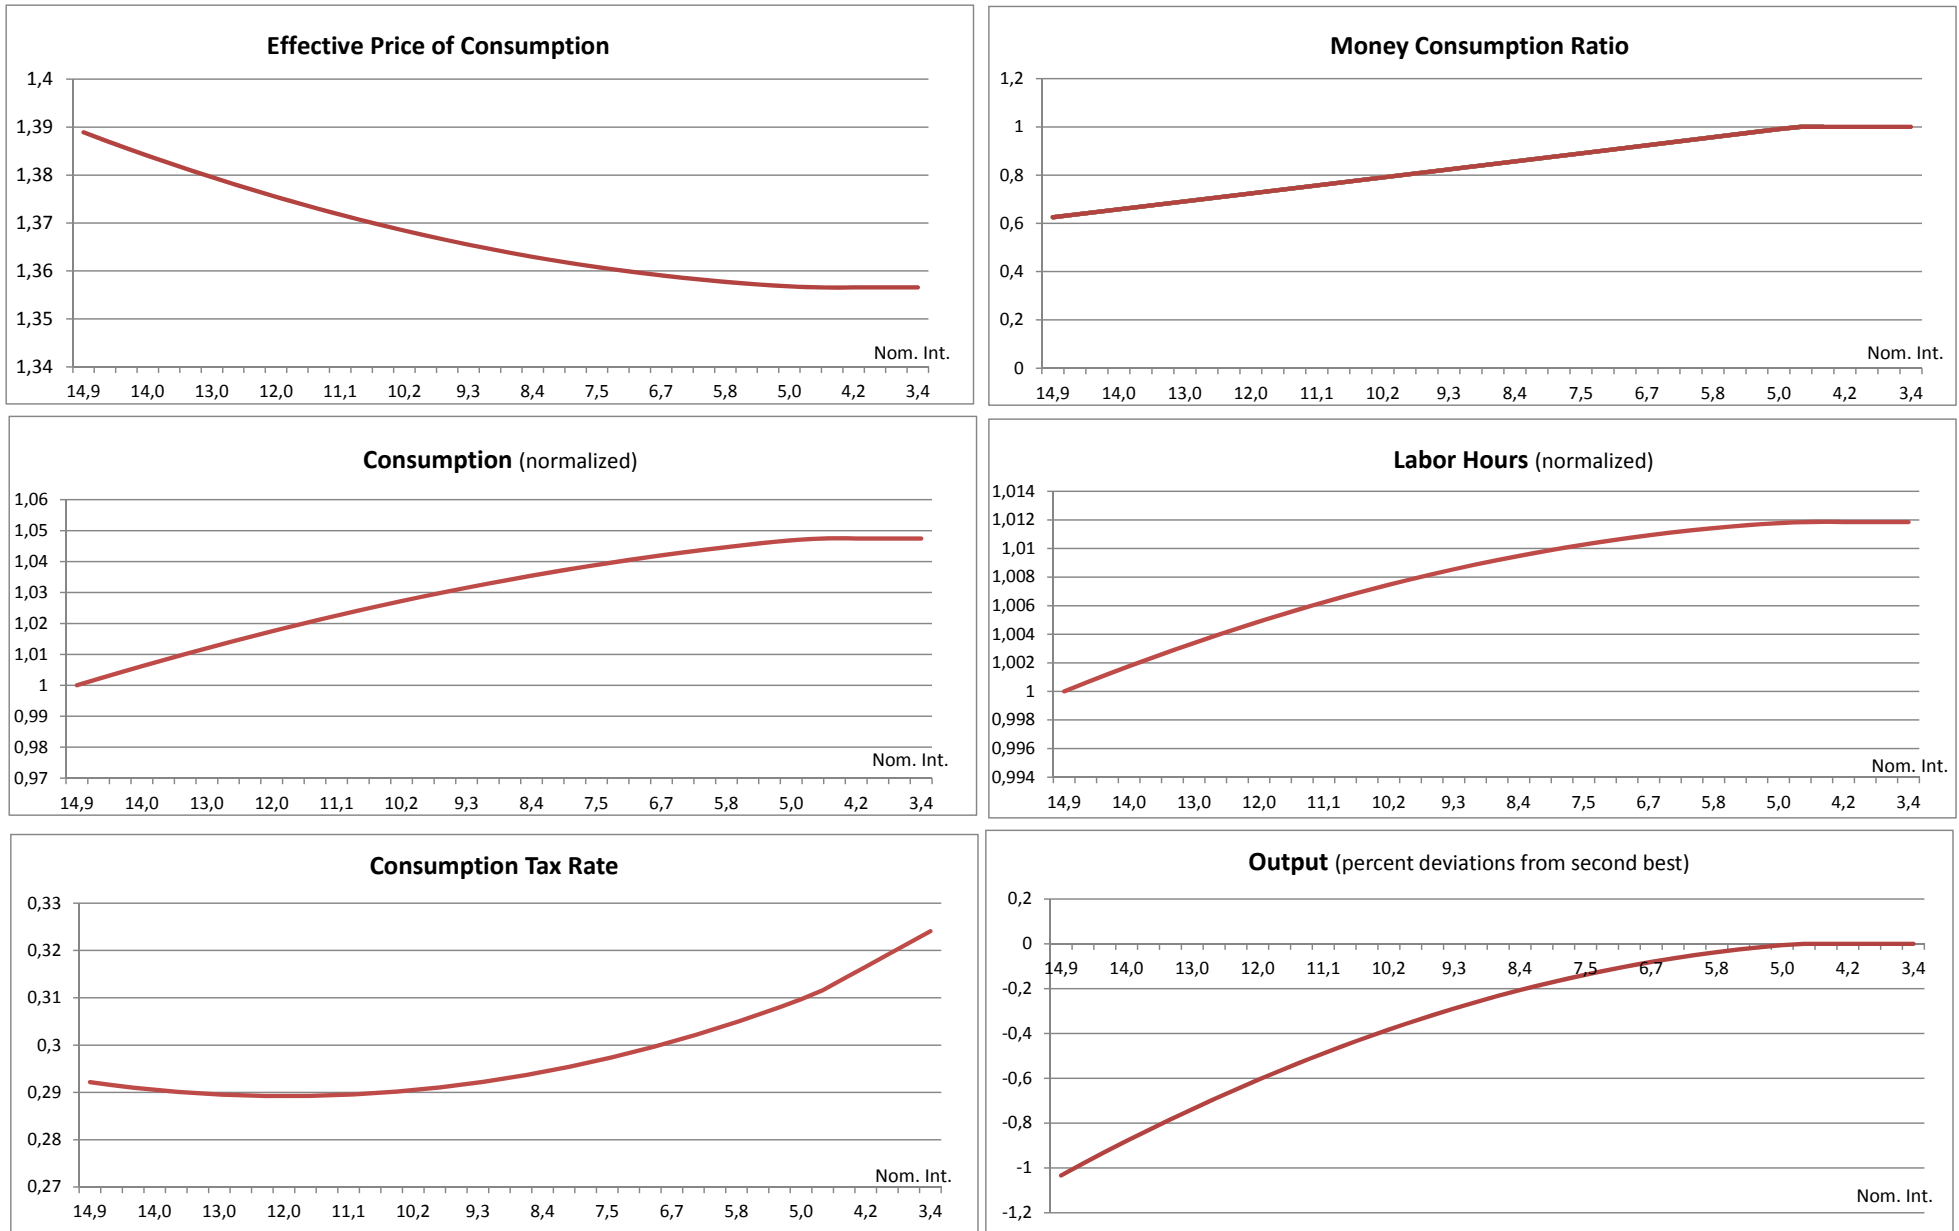 Effective Price of Consumption
1,4
1,39
1,38
1,37
1,36
1,35
1,34
Nom. Int.
14,9 14,0 13,0 12,0 11,1 10,2 9,3 8,4 7,5 6,7 5,8 5,0 4,2 3,4
Money Consumption Ratio
1,2
1
0,8
0,6
0,4
0,2
0
Nom. Int.
14,9 14,0 13,0 12,0 11,1 10,2 9,3 8,4 7,5 6,7 5,8 5,0 4,2 3,4
Consumption (normalized)
1,06
1,05
1,04
1,03
1,02
1,01
1
0,99
0,98
0,97
Nom. Int.
14,9 14,0 13,0 12,0 11,1 10,2 9,3 8,4 7,5 6,7 5,8 5,0 4,2 3,4
Labor Hours (normalized)
1,014
1,012
1,01
1,008
1,006
1,004
1,002
1
0,998
0,996
0,994
Nom. Int.
14,9 14,0 13,0 12,0 11,1 10,2 9,3 8,4 7,5 6,7 5,8 5,0 4,2 3,4
Consumption Tax Rate
0,33
0,32
0,31
0,3
0,29
0,28
0,27
Nom. Int.
14,9 14,0 13,0 12,0 11,1 10,2 9,3 8,4 7,5 6,7 5,8 5,0 4,2 3,4
Output (percent deviations from second best)
0,2
0
14,9 14,0 13,0 12,0 11,1 10,2 9,3 8,4 7,5 6,7 5,8 5,0 4,2 3,4
-0,2
-0,4
-0,6
-0,8
-1
-1,2
Nom. Int.